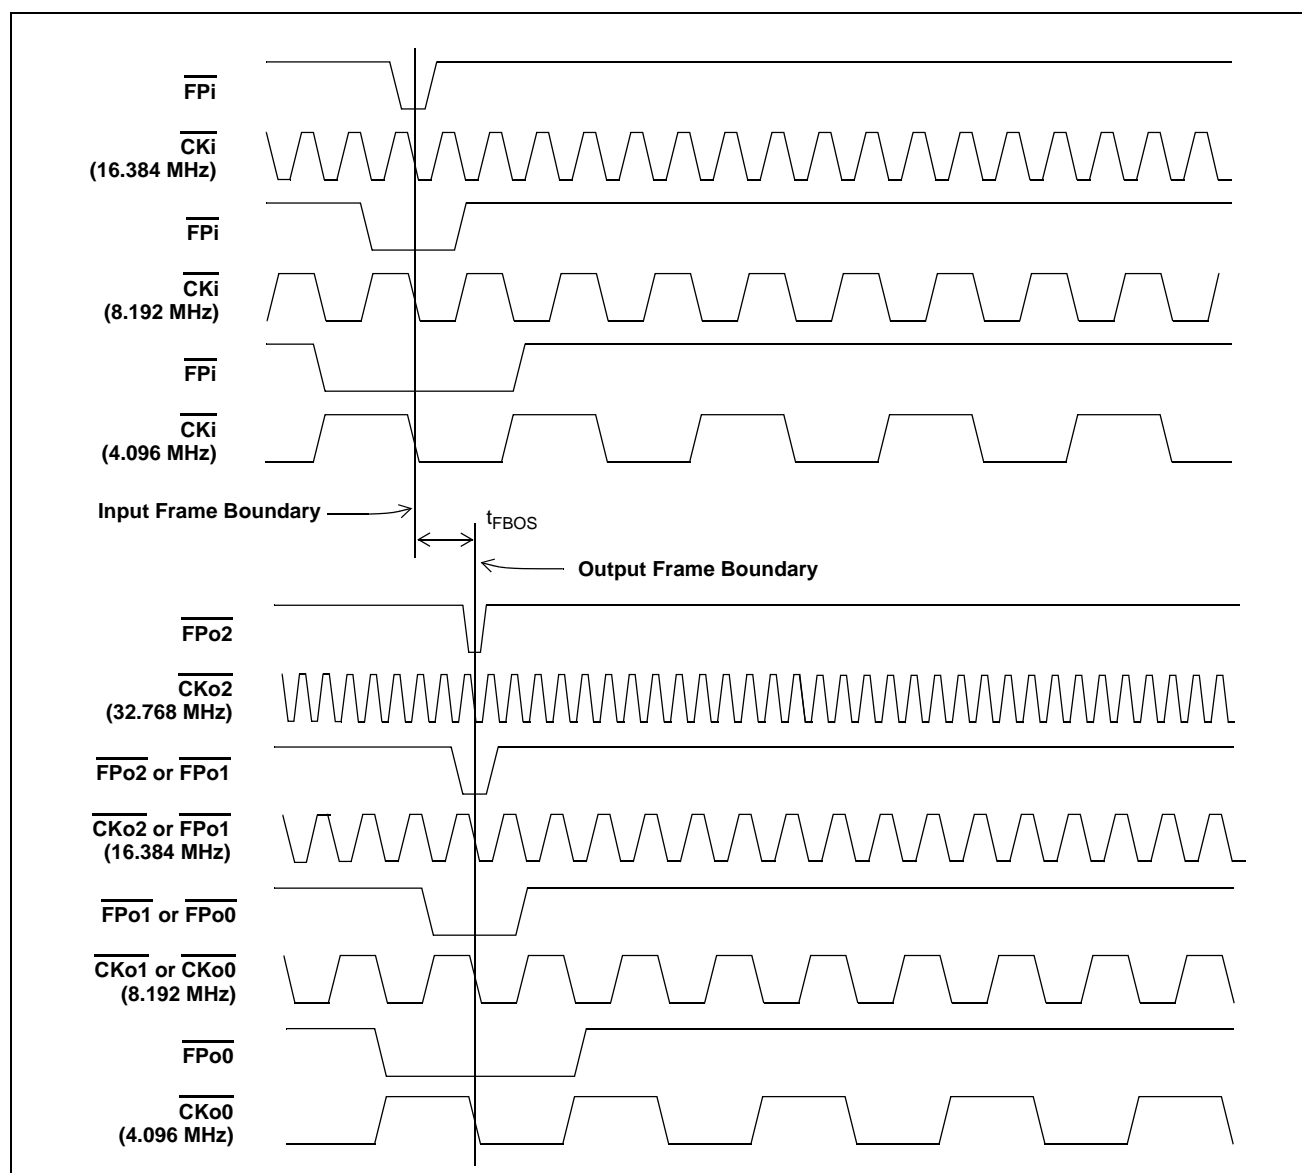 FPi
CKi
(16.384 MHz)
FPi
CKi
(8.192 MHz)
FPi
CKi
(4.096 MHz)
Input Frame Boundary
tFBOS
Output Frame Boundary
FPo2
CKo2
(32.768 MHz)
FPo2 or FPo1
CKo2 or FPo1
(16.384 MHz)
FPo1 or FPo0
CKo1 or CKo0
(8.192 MHz)
FPo0
CKo0
(4.096 MHz)